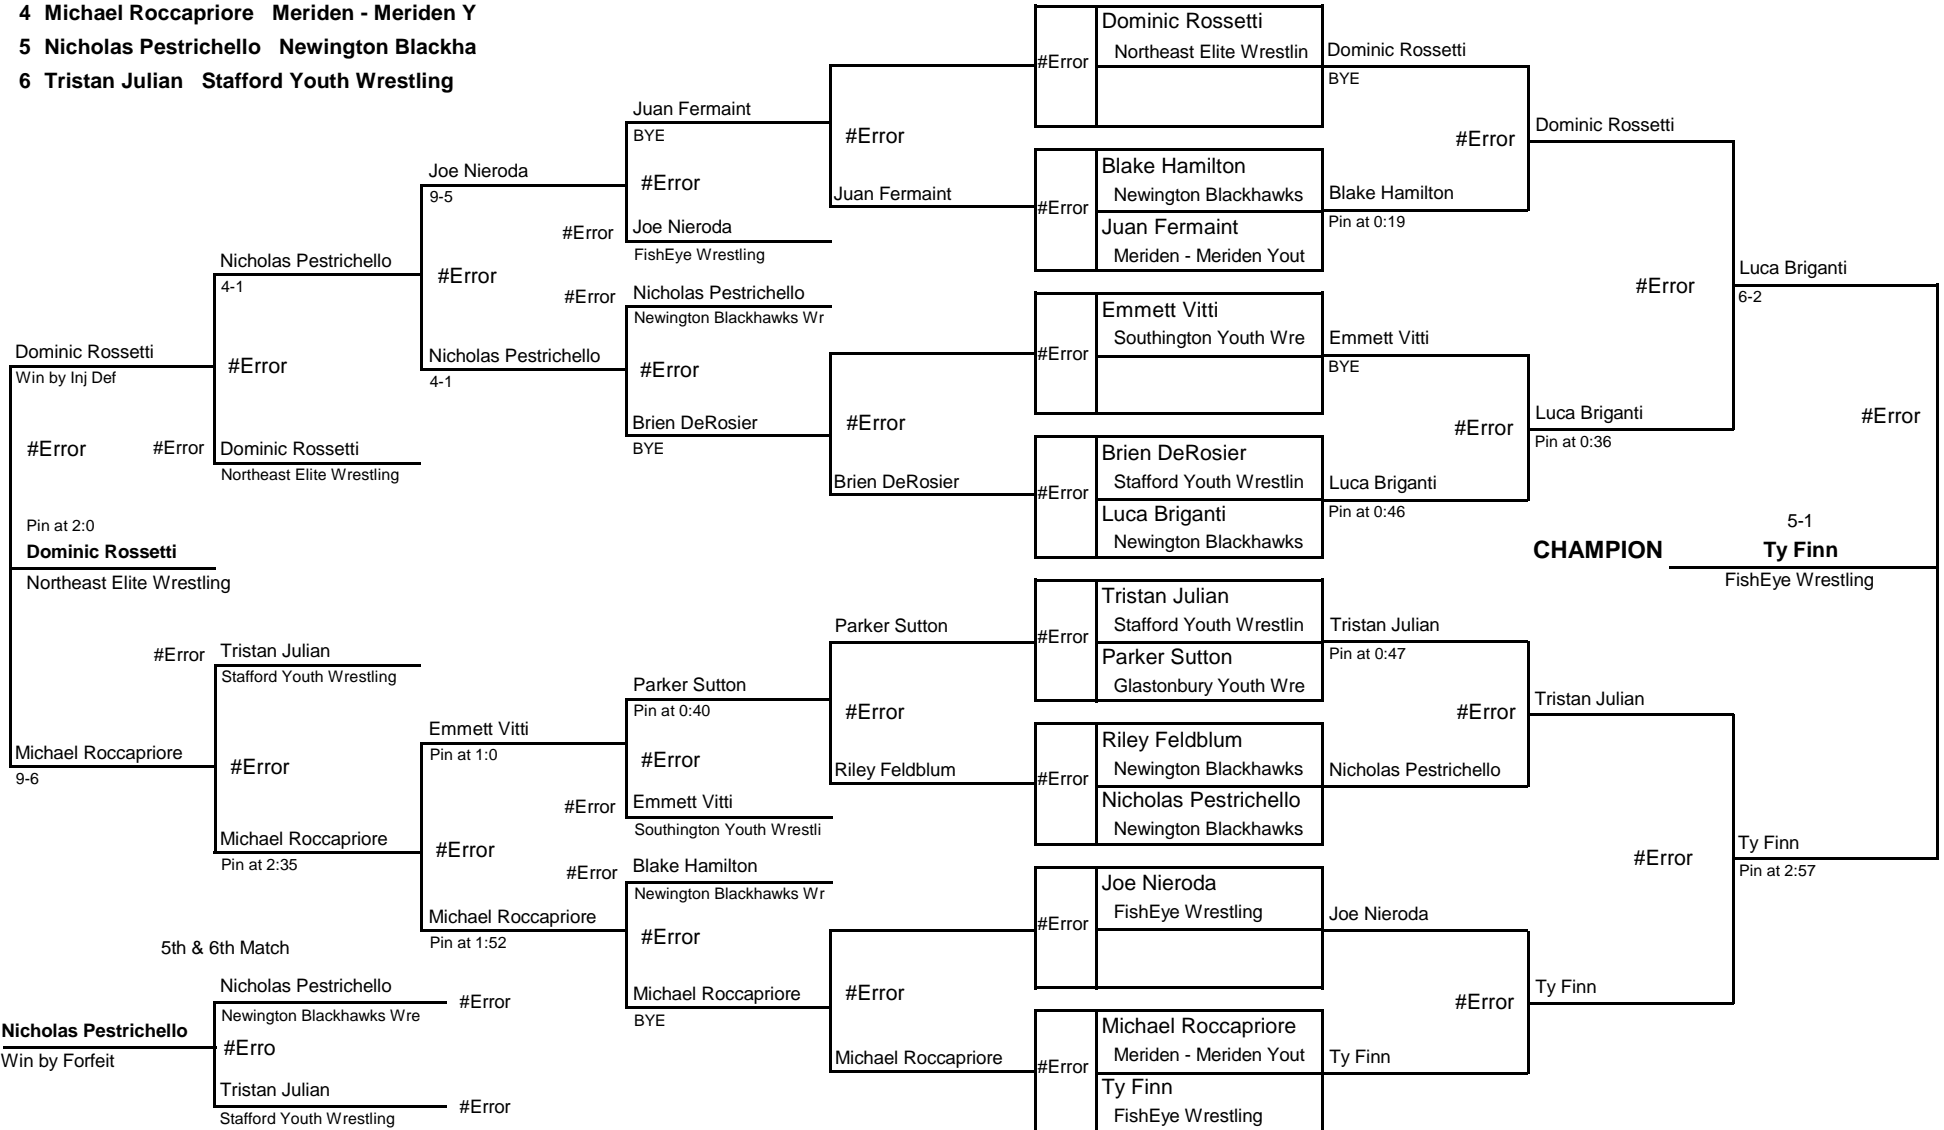 4 Michael Roccapriore Meriden - Meriden Y
5 Nicholas Pestrichello Newington Blackha
6 Tristan Julian Stafford Youth Wrestling
Dominic Rossetti
Win by Inj Def
#Error
Pin at 2:0
Dominic Rossetti
Northeast Elite Wrestling
Michael Roccapriore
9-6
5th & 6th Match
Nicholas Pestrichello
Win by Forfeit
Nicholas Pestrichello
4-1
#Error
#Error
Dominic Rossetti
Northeast Elite Wrestling
#Error
Tristan Julian
Stafford Youth Wrestling
#Error
Michael Roccapriore
Pin at 2:35
Nicholas Pestrichello
#Error
Newington Blackhawks Wre
#Erro
Tristan Julian
#Error
Stafford Youth Wrestling
Joe Nieroda
9-5
#Error
Nicholas Pestrichello
4-1
Emmett Vitti
Pin at 1:0
#Error
Michael Roccapriore
Pin at 1:52
Juan Fermaint
BYE
#Error
#Error
Joe Nieroda
FishEye Wrestling
#Error
Nicholas Pestrichello
Newington Blackhawks Wr
#Error
Brien DeRosier
BYE
Parker Sutton
Pin at 0:40
#Error
#Error
Emmett Vitti
Southington Youth Wrestli
#Error
Blake Hamilton
Newington Blackhawks Wr
#Error
Michael Roccapriore
BYE
#Error
Juan Fermaint
#Error
Brien DeRosier
Parker Sutton
#Error
Riley Feldblum
#Error
Michael Roccapriore
#Error
Dominic Rossetti
Northeast Elite Wrestlin
#Error
Blake Hamilton
Newington Blackhawks
Juan Fermaint
Meriden - Meriden Yout
#Error
Emmett Vitti
Southington Youth Wre
#Error
Brien DeRosier
Stafford Youth Wrestlin
Luca Briganti
Newington Blackhawks
#Error
Tristan Julian
Stafford Youth Wrestlin
Parker Sutton
Glastonbury Youth Wre
#Error
Riley Feldblum
Newington Blackhawks
Nicholas Pestrichello
Newington Blackhawks
#Error
Joe Nieroda
FishEye Wrestling
#Error
Michael Roccapriore
Meriden - Meriden Yout
Ty Finn
FishEye Wrestling
Dominic Rossetti
BYE
#Error
Blake Hamilton
Pin at 0:19
Emmett Vitti
BYE
#Error
Luca Briganti
Pin at 0:46
Tristan Julian
Pin at 0:47
#Error
Nicholas Pestrichello
Joe Nieroda
#Error
Ty Finn
Dominic Rossetti
#Error
Luca Briganti
Pin at 0:36
Tristan Julian
#Error
Ty Finn
Luca Briganti
6-2
#Error
5-1
CHAMPION Ty Finn
FishEye Wrestling
Ty Finn
Pin at 2:57